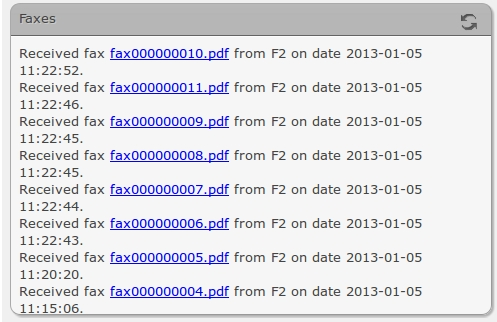 Faxes
Received fax fax000000010.pdf from F2 on date 2013-01-05
11:22:52.
Received fax fax000000011.pdf from F2 on date 2013-01-05
11:22:46.
Received fax fax000000009.pdf from F2 on date 2013-01-05
11:22:45.
Received fax fax000000008.pdf from F2 on date 2013-01-05
11:22:45.
Received fax fax000000007.pdf from F2 on date 2013-01-05
11:22:44.
Received fax fax000000006.pdf from F2 on date 2013-01-05
11:22:43.
Received fax fax000000005.pdf from F2 on date 2013-01-05
11:20:20.
Received fax fax000000004.pdf from F2 on date 2013-01-05
11:15:06.